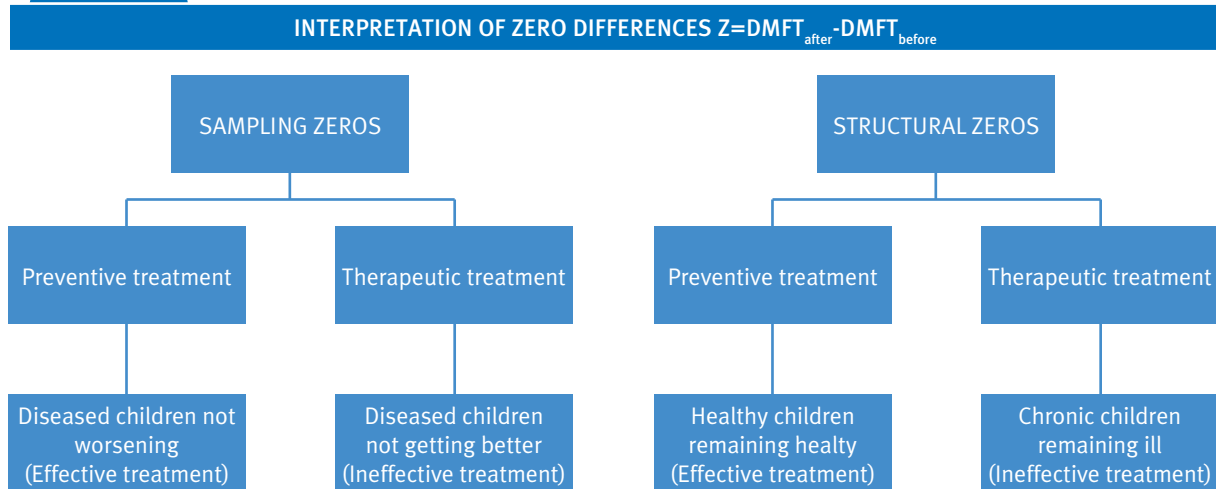 INTERPRETATION OF ZERO DIFFERENCES Z=DMFTafter-DMFTbefore
SAMPLING ZEROS
STRUCTURAL ZEROS
Preventive treatment
Therapeutic treatment
Preventive treatment
Therapeutic treatment
Diseased children not
worsening
(Effective treatment)
Diseased children
not getting better
(Ineffective treatment)
Healthy children
remaining healty
(Effective treatment)
Chronic children
remaining ill
(Ineffective treatment)